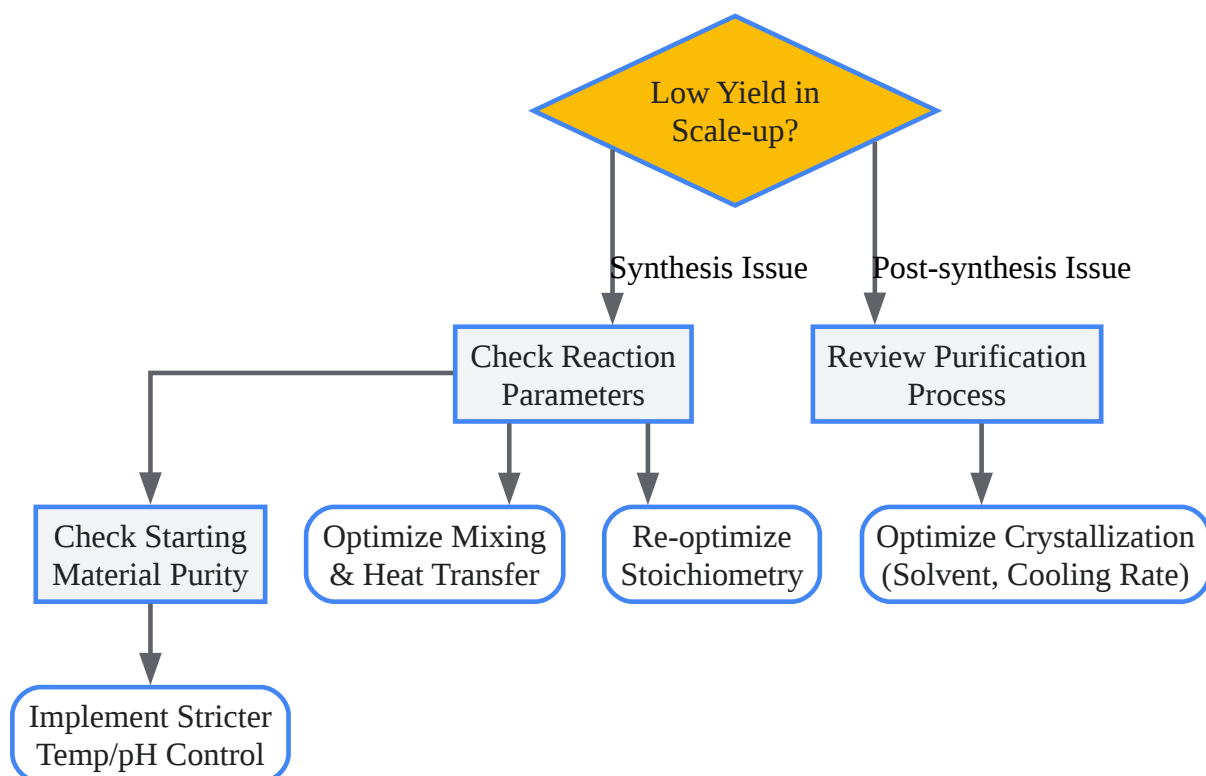 Low Yield in
Scale-up?
Synthesis Issue
Post-synthesis Issue
Check Reaction
Parameters
Review Purification
Process
Check Starting
Material Purity
Optimize Mixing
& Heat Transfer
Re-optimize
Stoichiometry
Optimize Crystallization
(Solvent, Cooling Rate)
Implement Stricter
Temp/pH Control